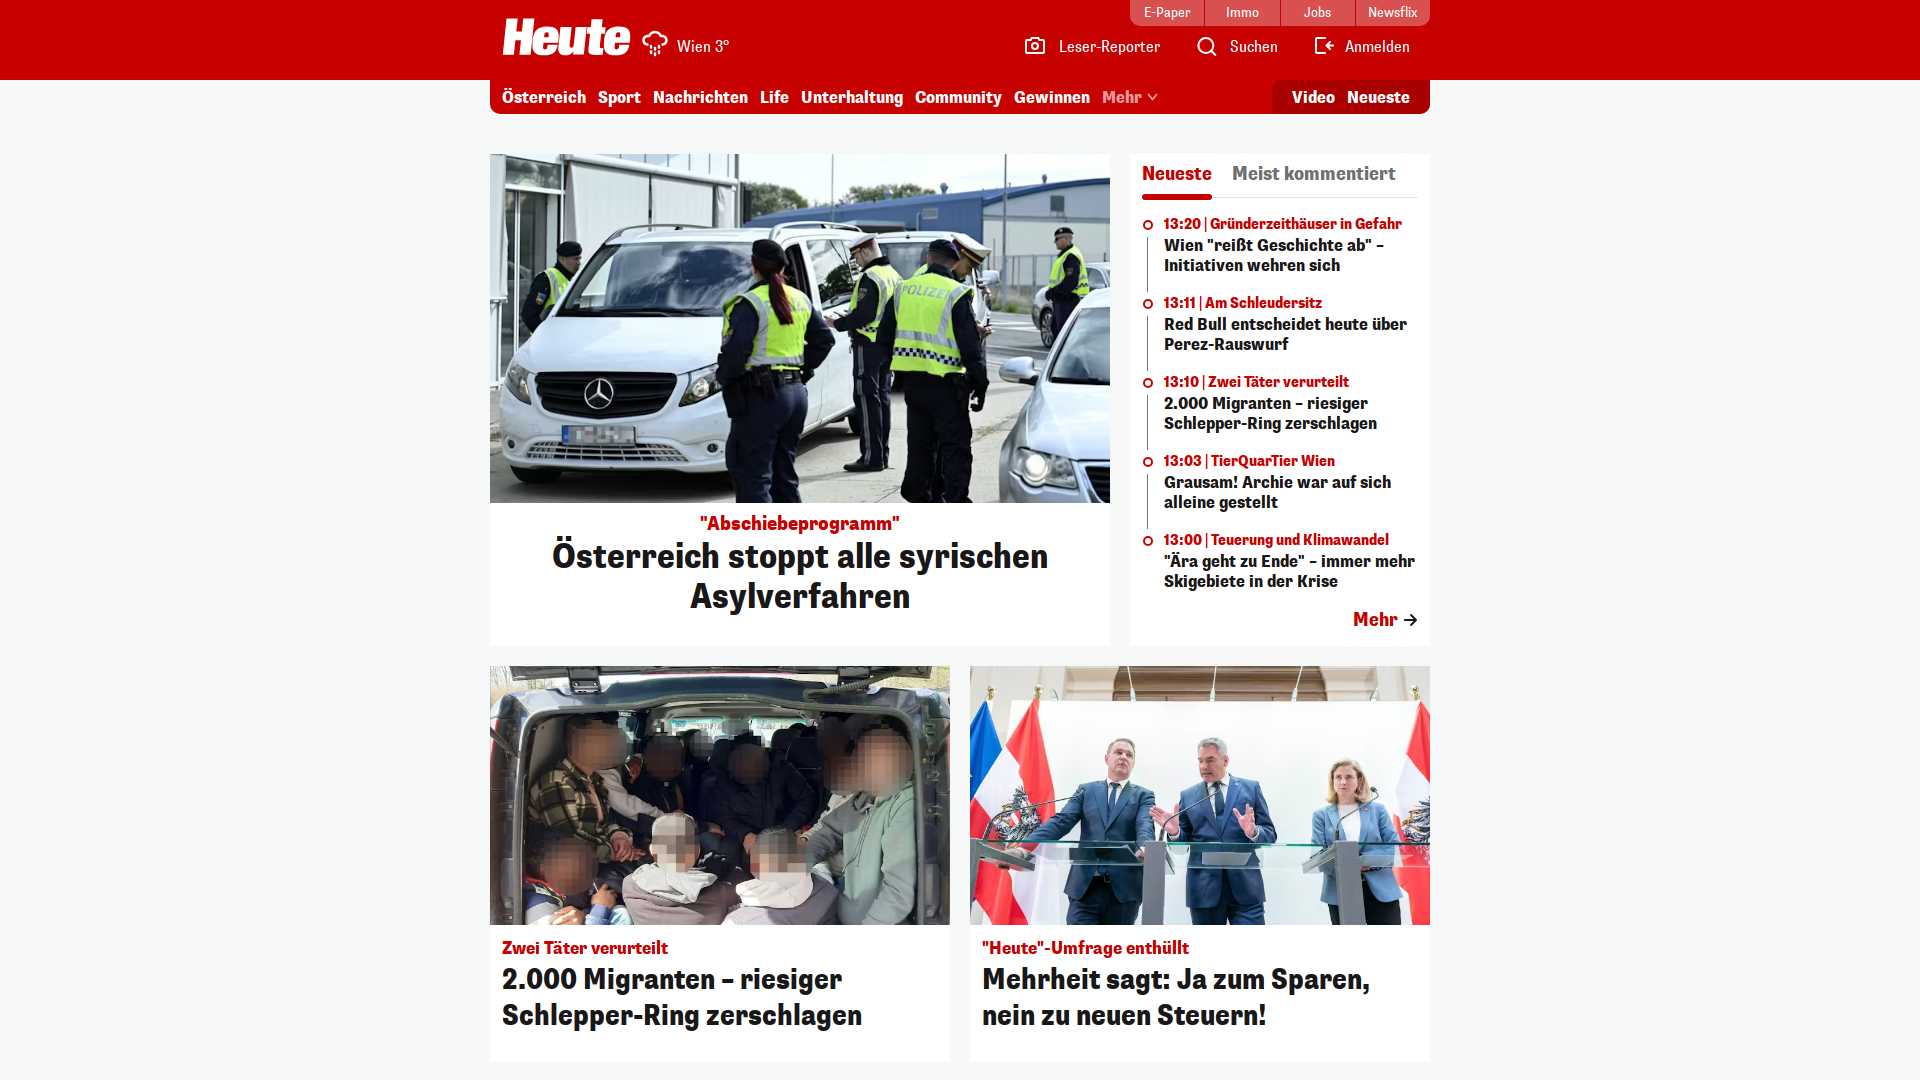 E-Paper
Immo
Jobs
Newsflix
Heute
Wien 3°
Leser-Reporter
Suchen
Anmelden
Österreich
Sport
Nachrichten
Life
Unterhaltung
Community
Gewinnen
Mehr
Video
Neueste
POLIZEI
"Abschiebeprogramm"
Österreich stoppt alle syrischen
Asylverfahren
Neueste
Meist kommentiert
13:20 | Gründerzeithäuser in Gefahr
Wien "reißt Geschichte ab" –
Initiativen wehren sich
13:11 | Am Schleudersitz
Red Bull entscheidet heute über
Perez-Rauswurf
13:10 | Zwei Täter verurteilt
2.000 Migranten – riesiger
Schlepper-Ring zerschlagen
13:03 | TierQuarTier Wien
Grausam! Archie war auf sich
alleine gestellt
13:00 | Teuerung und Klimawandel
"Ära geht zu Ende" – immer mehr
Skigebiete in der Krise
Mehr
Zwei Täter verurteilt
2.000 Migranten – riesiger
Schlepper-Ring zerschlagen
"Heute"-Umfrage enthüllt
Mehrheit sagt: Ja zum Sparen,
nein zu neuen Steuern!